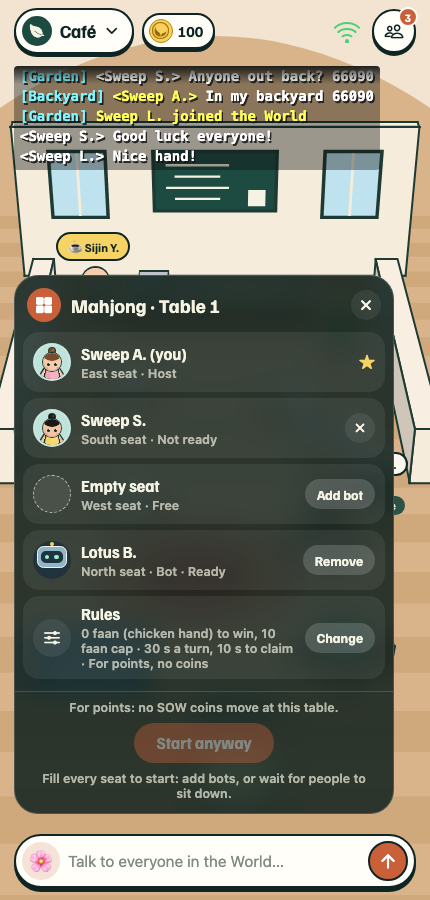 Café
100
3
[Garden] <Sweep S.> Anyone out back? 66090
[Backyard] <Sweep A.> In my backyard 66090
[Garden] Sweep L. joined the World
<Sweep S.> Good luck everyone!
<Sweep L.> Nice hand!
☕ Sijin Y.
Mahjong · Table 1
Sweep A. (you)
East seat · Host
Sweep S.
South seat · Not ready
Empty seat
West seat · Free
Add bot
Lotus B.
North seat · Bot · Ready
Remove
Rules
0 faan (chicken hand) to win, 10
faan cap · 30 s a turn, 10 s to claim
· For points, no coins
Change
For points: no SOW coins move at this table.
Start anyway
Fill every seat to start: add bots, or wait for people to
sit down.
Talk to everyone in the World...